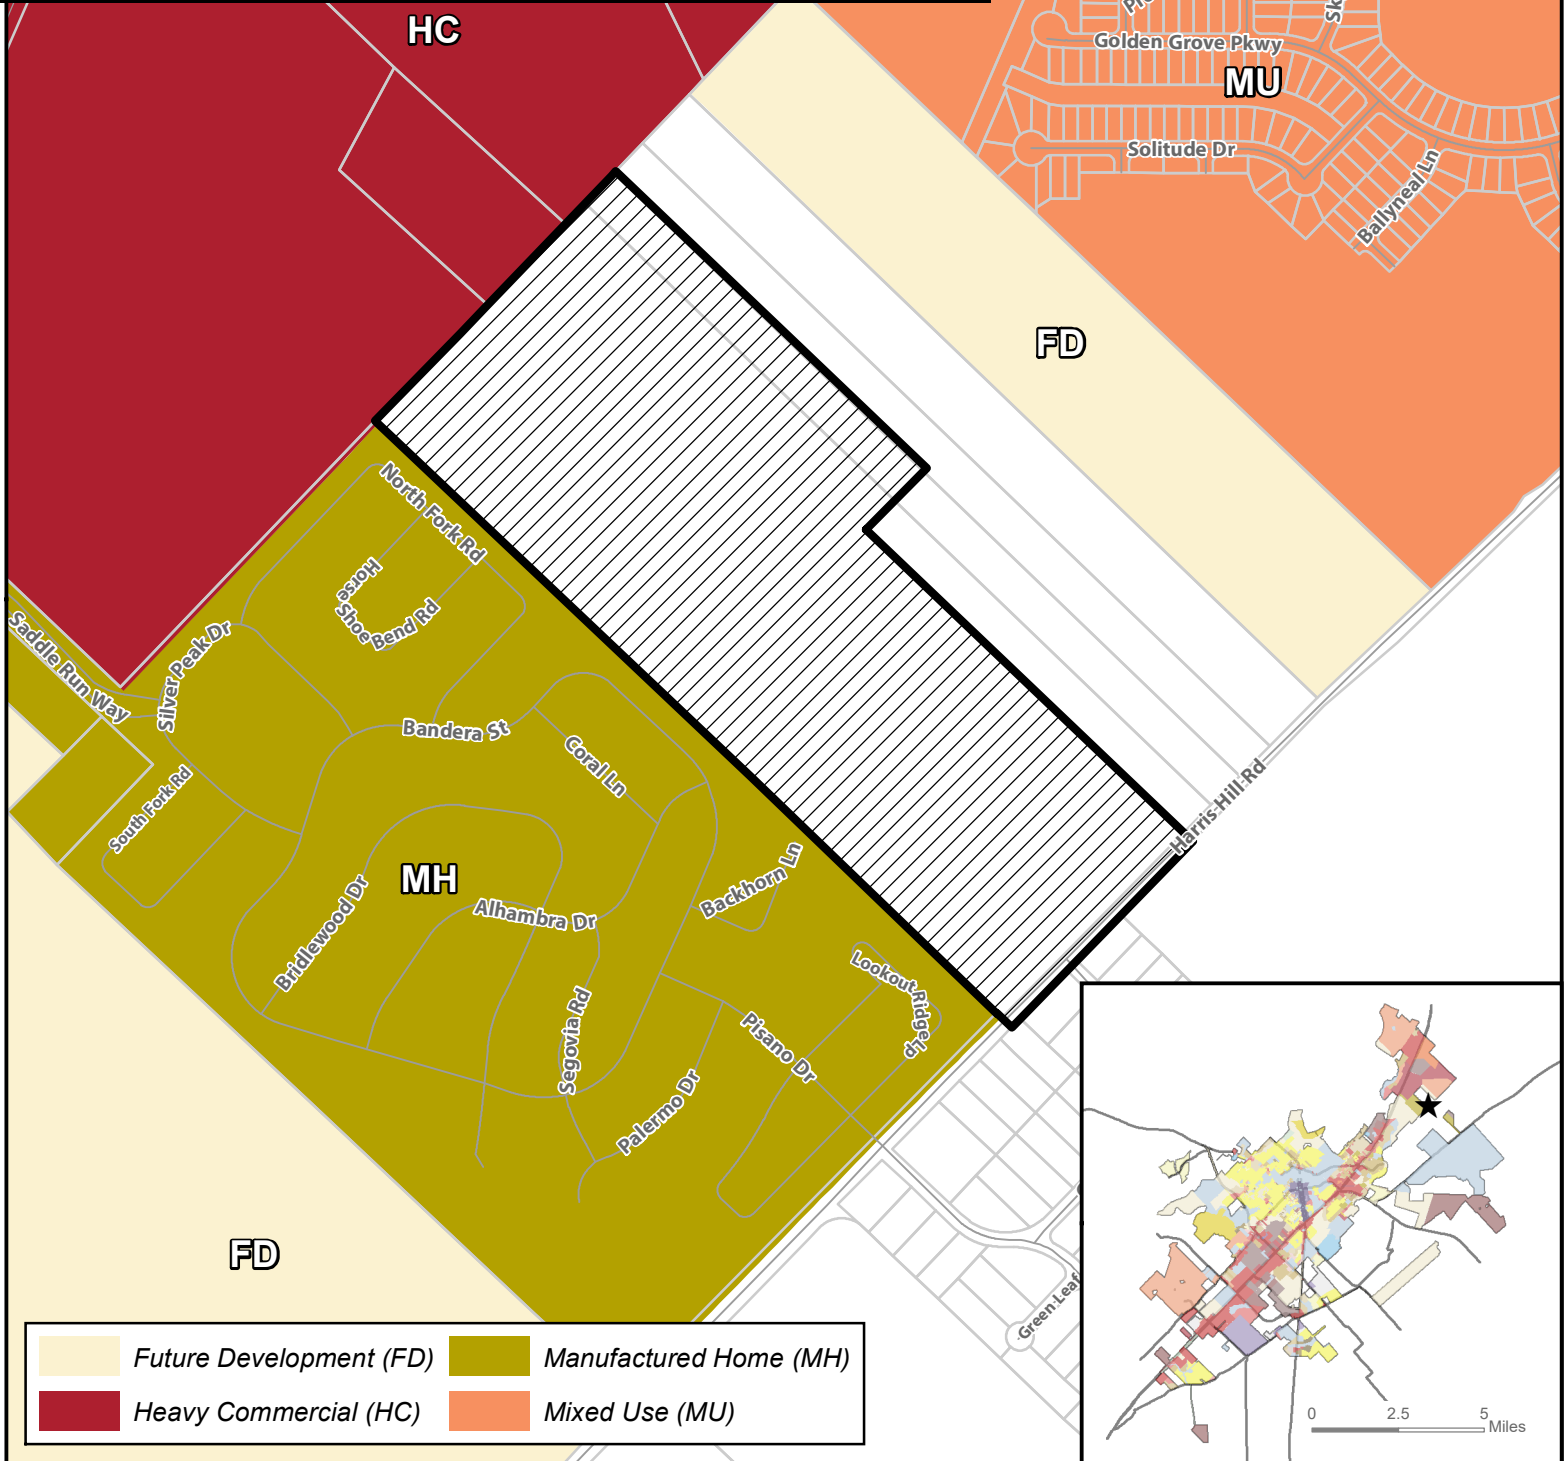 HC
Golden Grove Pkwy
MU
Solitude Dr
Ballyneal Ln
FD
North Fork Rd
Horse
Shoe
Bend Rd
Saddle Run Way
Silver Peak Dr
Bandera St
Coral Ln
Harris Hill Rd
South Fork Rd
MH
Backhorn Ln
Bridlewood Dr
Alhambra Dr
Lookout Ridge Lp
Segovia Rd
Pisano Dr
Palermo Dr
FD
Green Leaf
Future Development (FD)
Manufactured Home (MH)
Heavy Commercial (HC)
Mixed Use (MU)
0 2.5 5
Miles